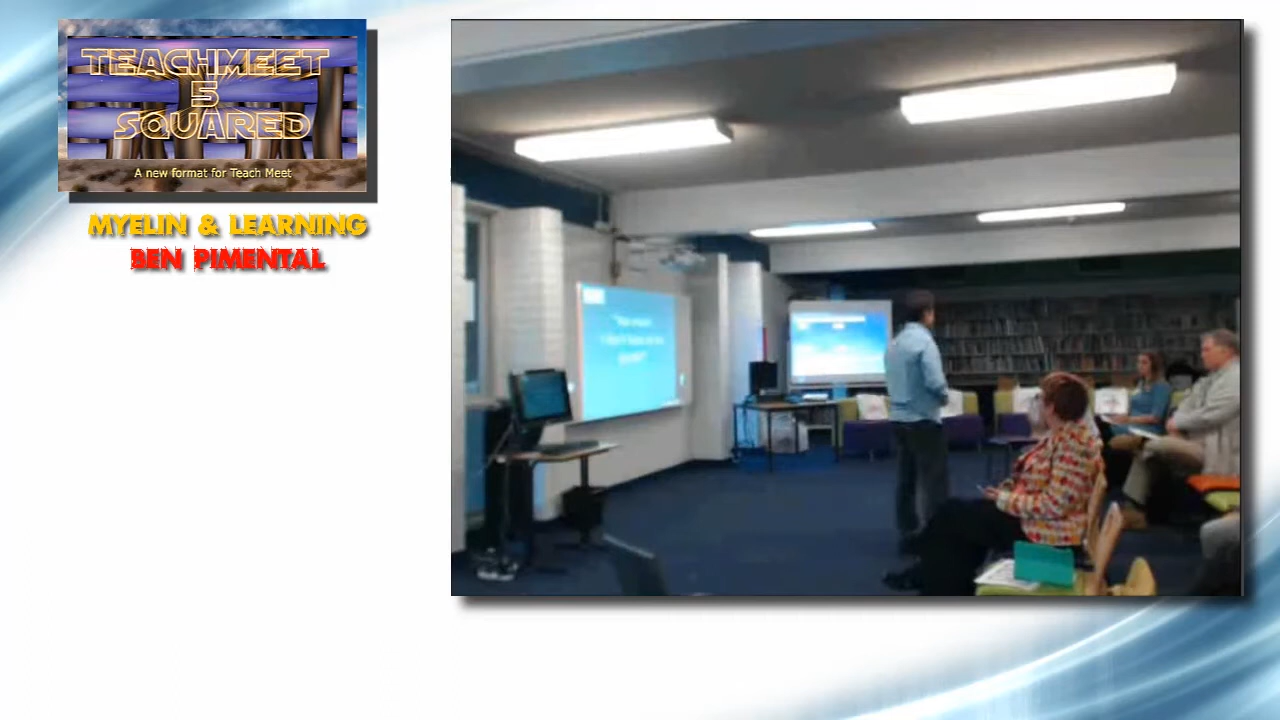 TEACHMEET
5
SQUARED
A new format for Teach Meet
MYELIN & LEARNING
BEN PIMENTAL